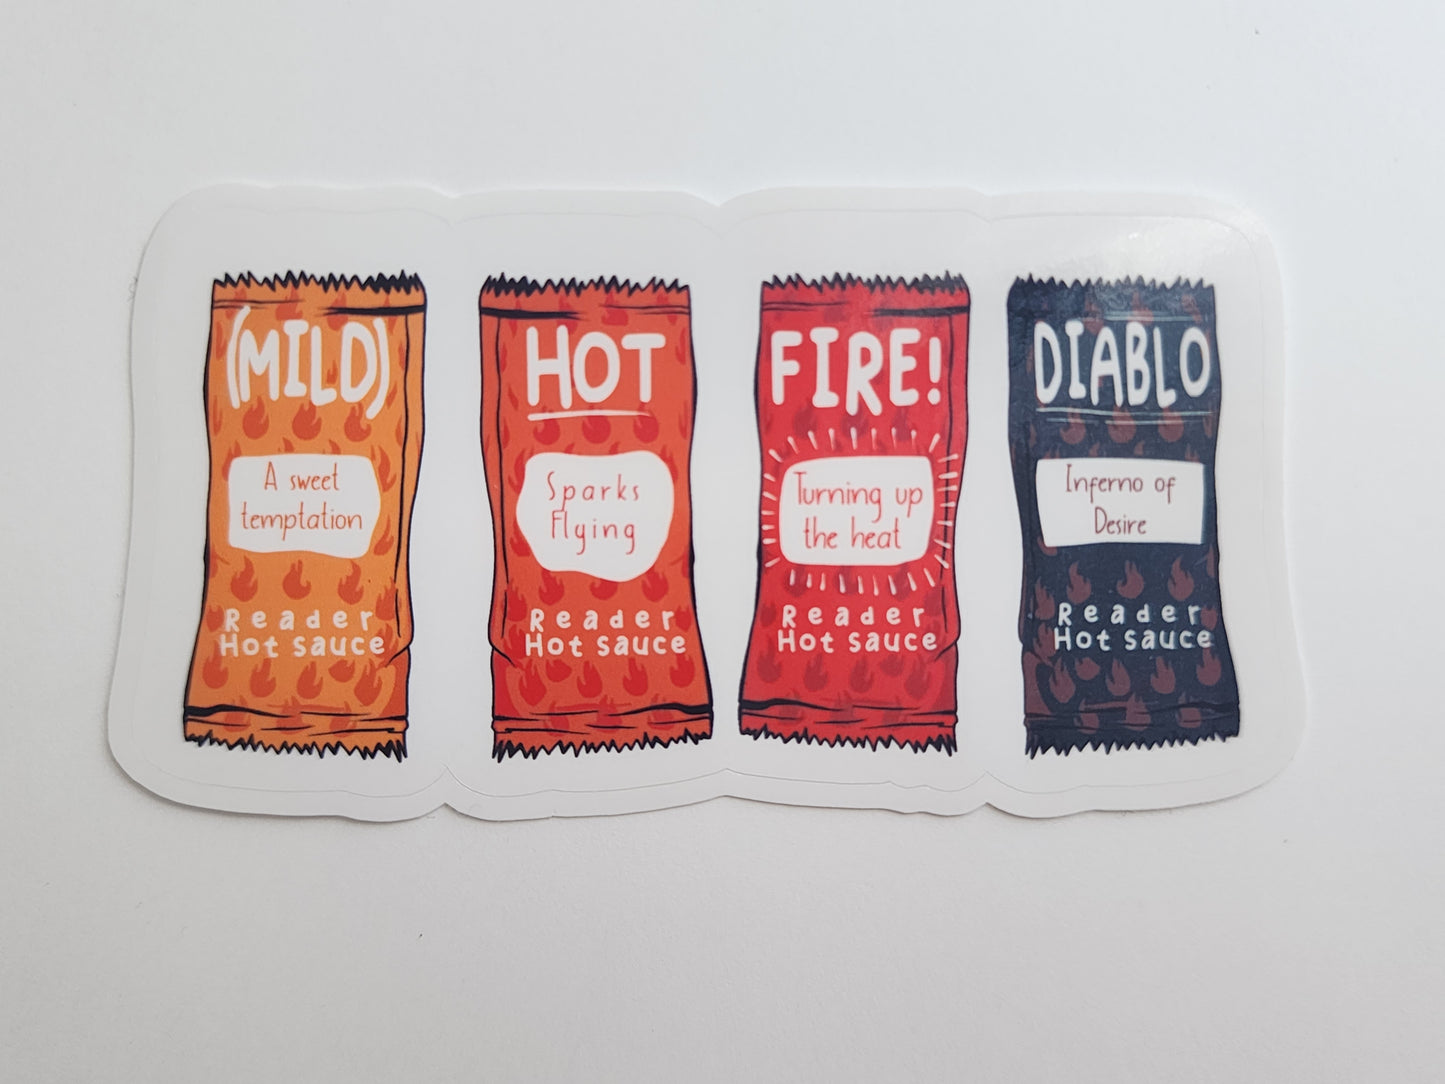 (MILD)
A sweet
temptation
Reader
Hot sauce
HOT
Sparks
Flying
Reader
Hot sauce
FIRE!
Turning up
the heat
Reader
Hot sauce
DIABLO
Inferno of
Desire
Reader
Hot sauce